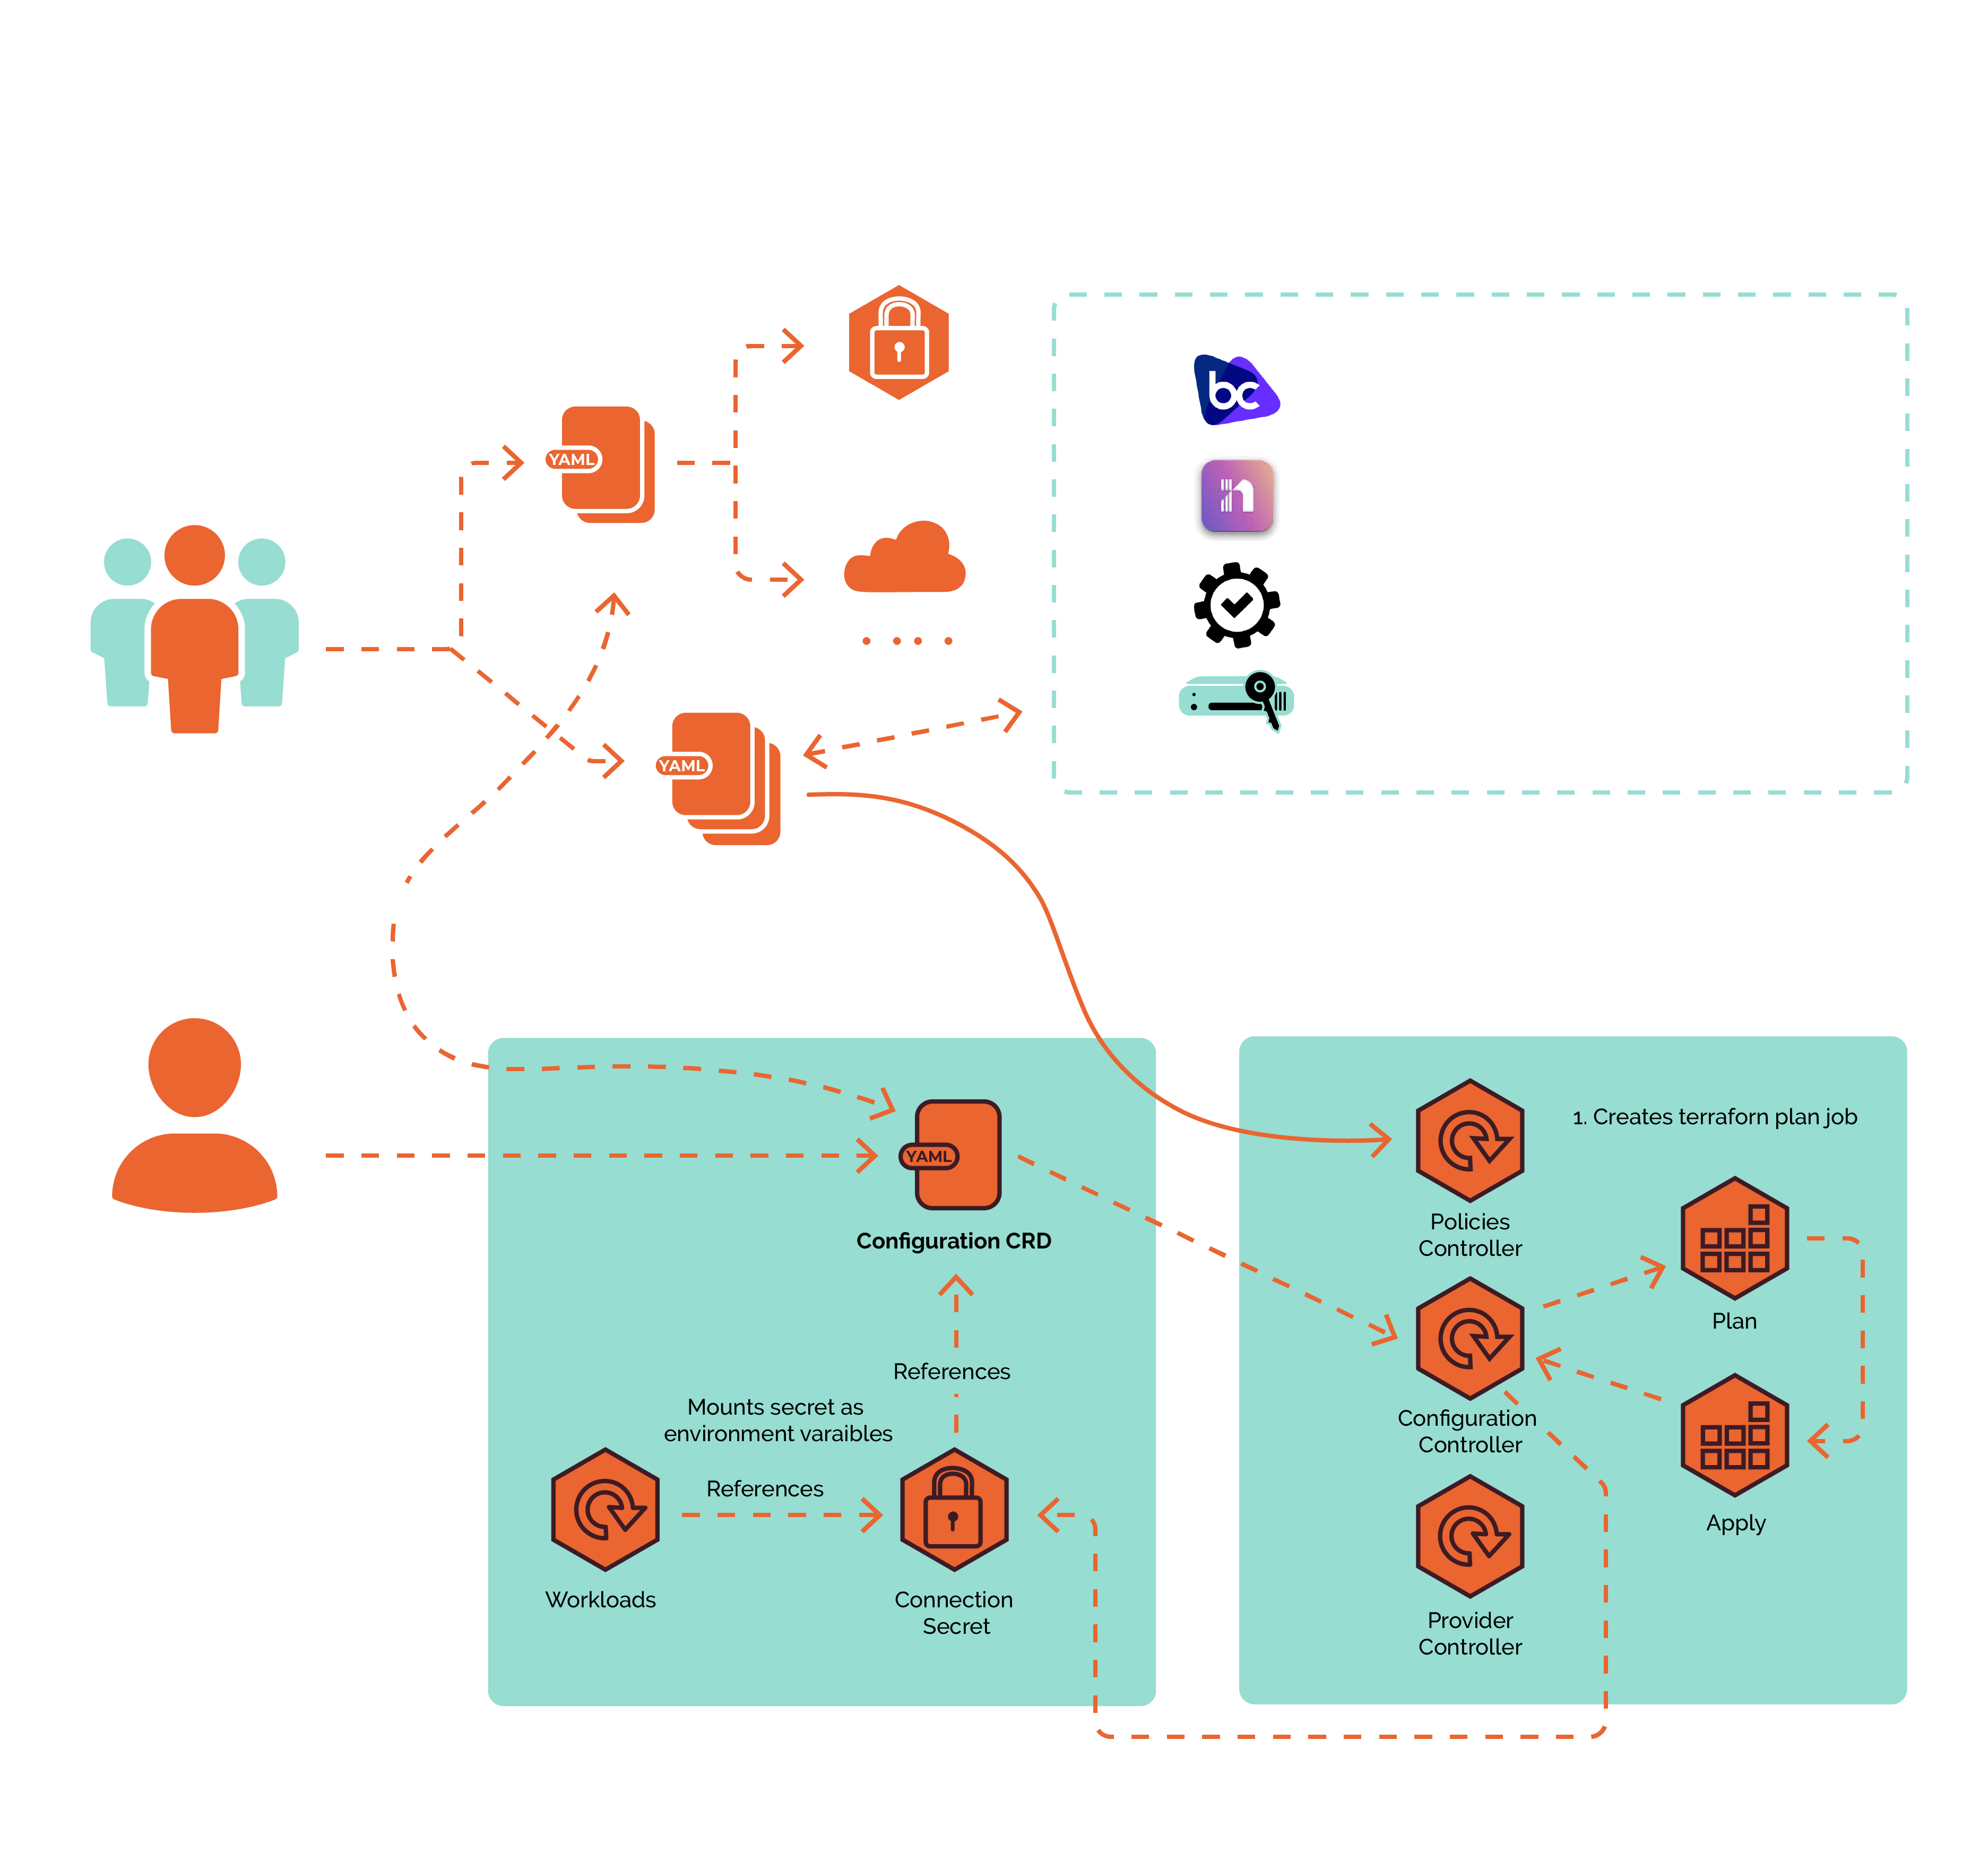 YAML
bc
n
YAML
1. Creates terraforn plan job
YAML
Configuration CRD
Policies
Controller
Plan
References
Mounts secret as
environment varaibles
References
Configuration
Controller
Apply
Workloads
Connection
Secret
Provider
Controller